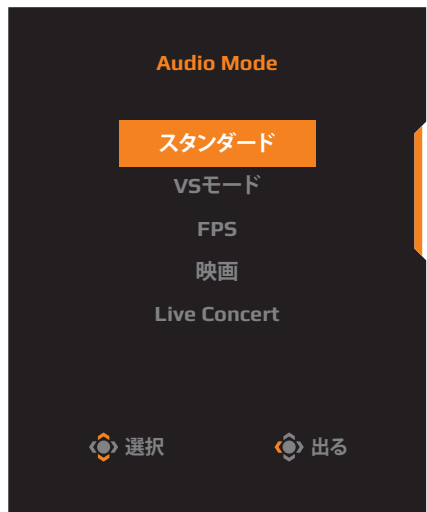 Audio Mode
スタンダード
VSモード
FPS
映画
Live Concert
選択 出る